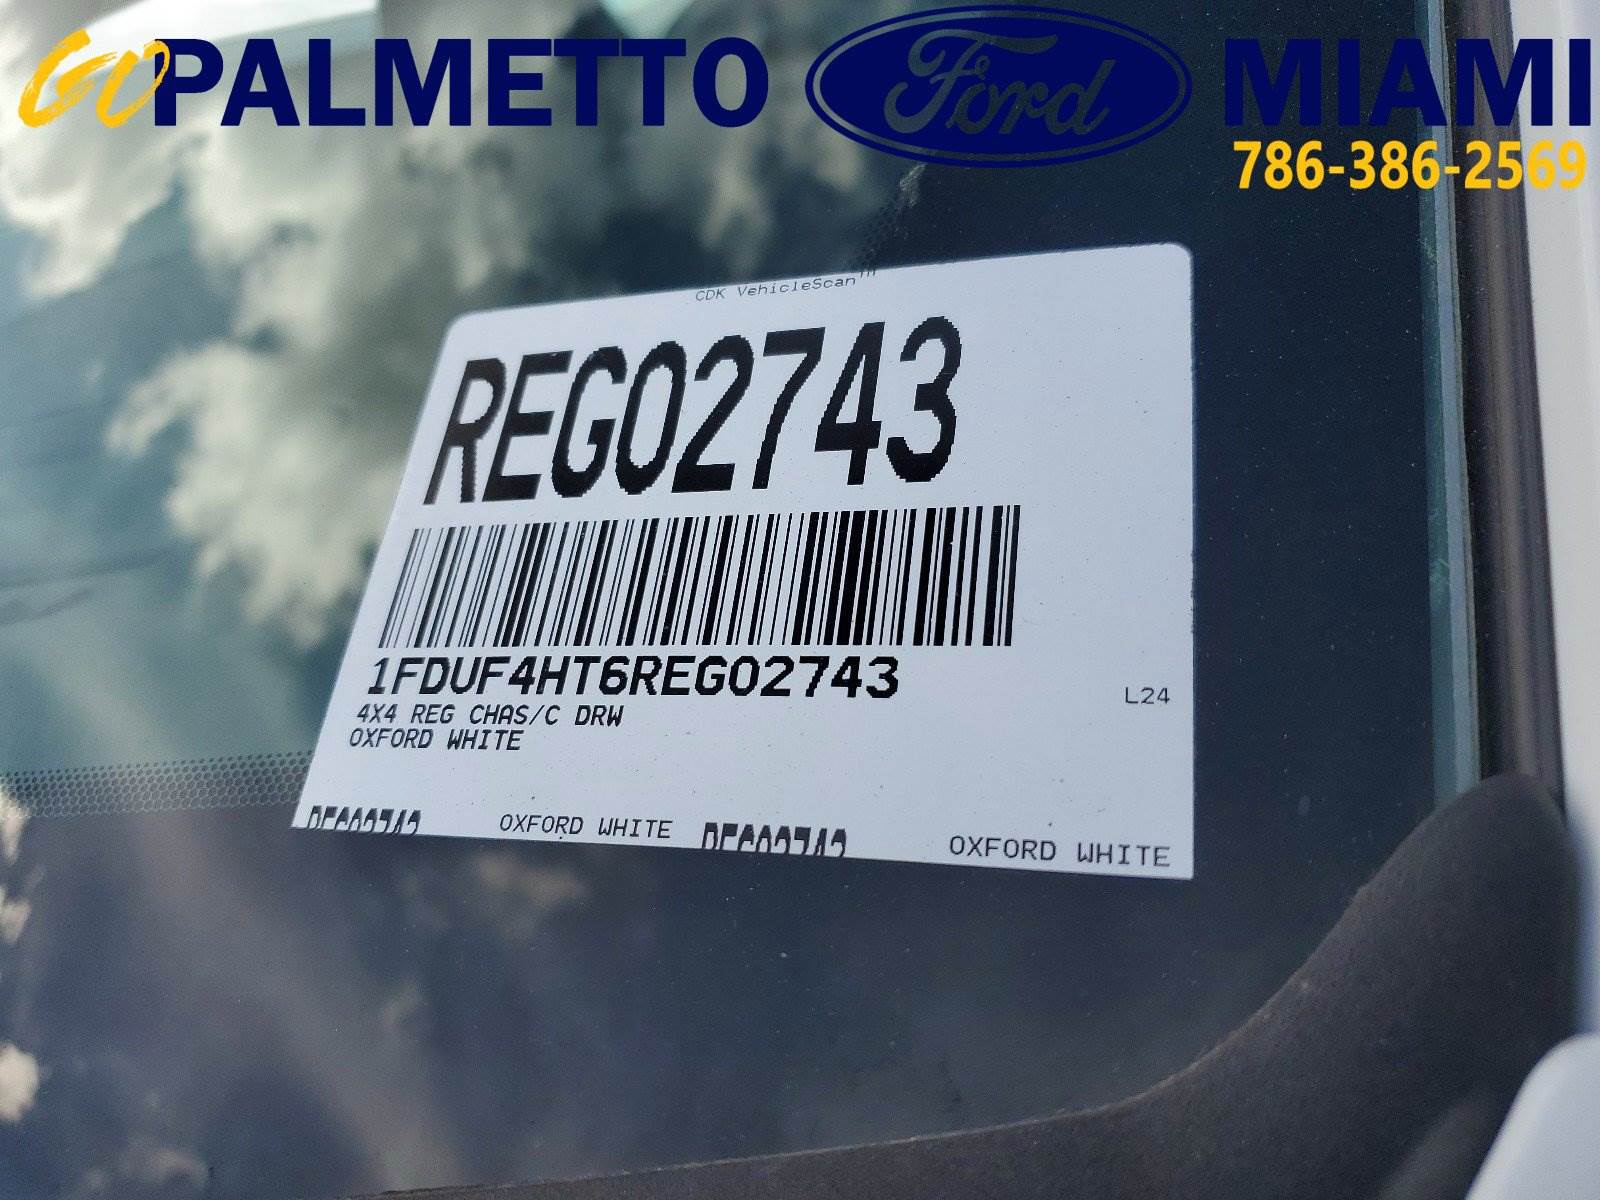 GO PALMETTO Ford MIAMI
786-386-2569
CDK VehicleScan™
REG02743
1FDUF4HT6REG02743
L24
4X4 REG CHAS/C DRW
OXFORD WHITE
OXFORD WHITE
OXFORD WHITE